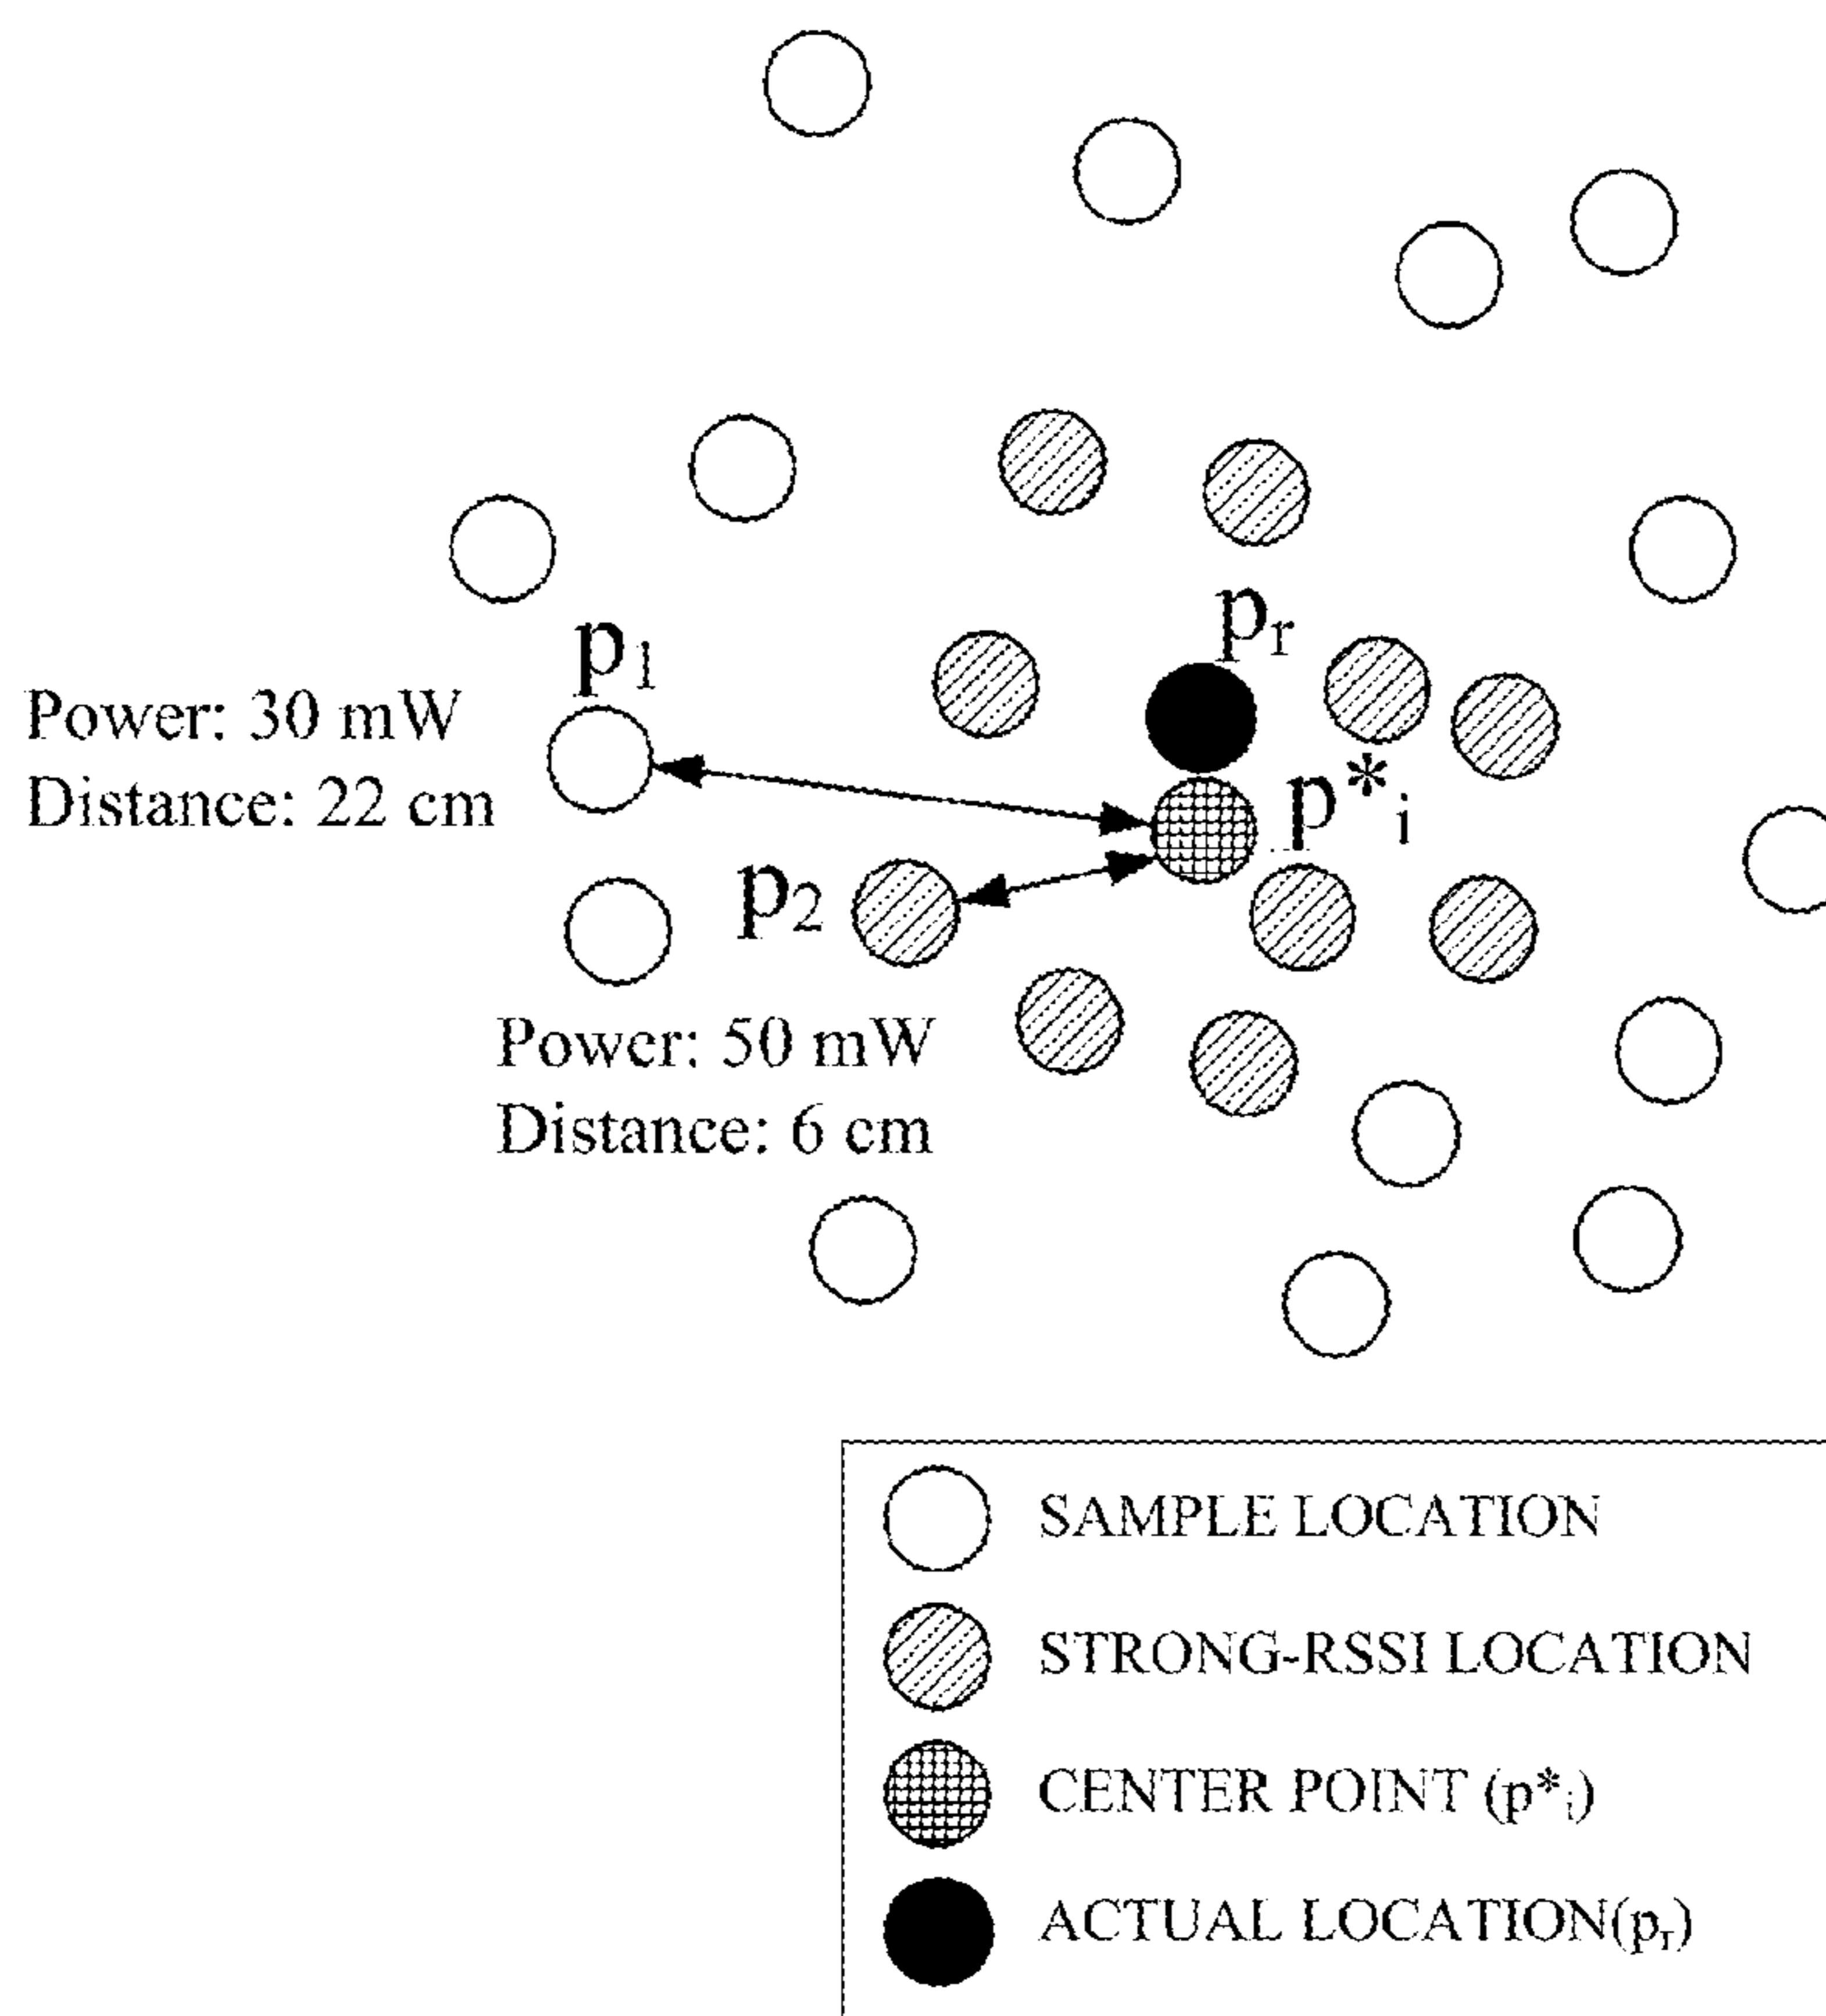 pr
p1
Power: 30 mW
Distance: 22 cm
p*i
p2
Power: 50 mW
Distance: 6 cm
SAMPLE LOCATION
STRONG-RSSI LOCATION
CENTER POINT (p*i)
ACTUAL LOCATION(pr)